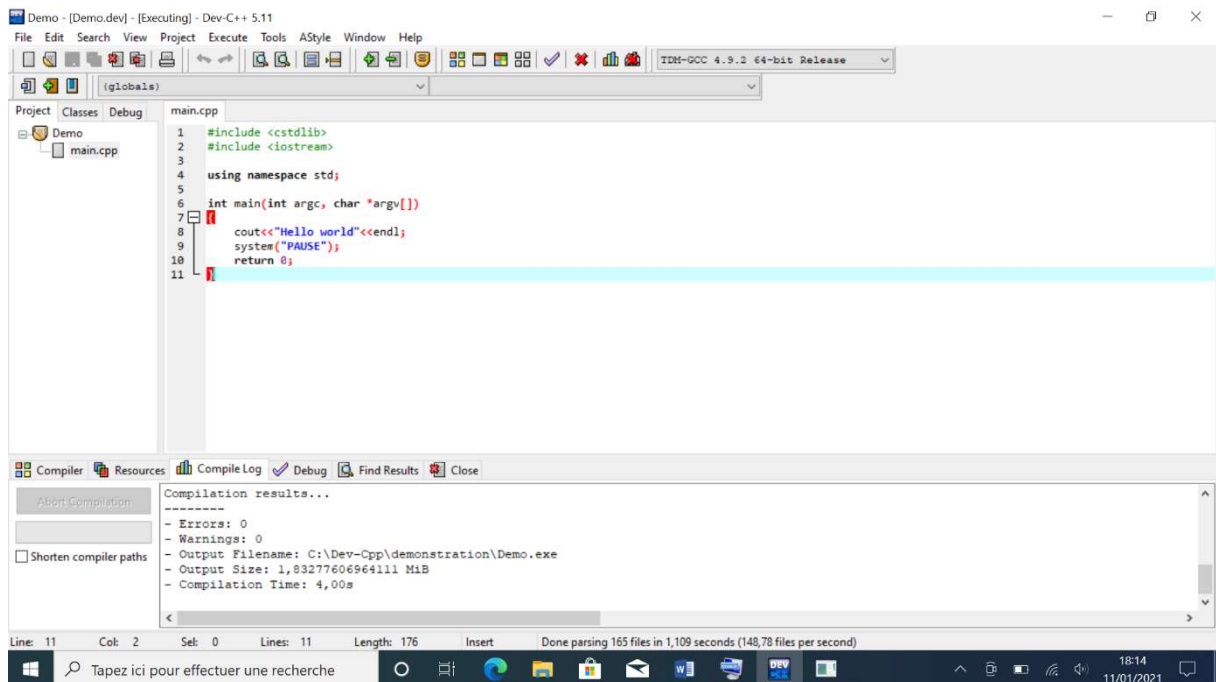 Demo - [Demo.dev] - [Executing] - Dev-C++ 5.11
File Edit Search View Project Execute Tools AStyle Window Help
TDM-GCC 4.9.2 64-bit Release
(globals)
Project Classes Debug main.cpp
Demo
main.cpp
1 #include <cstdlib>
2 #include <iostream>
3
4 using namespace std;
5
6 int main(int argc, char *argv[])
7 {
8 cout<<"Hello world"<<endl;
9 system("PAUSE");
10 return 0;
11 }
Compiler Resources Compile Log Debug Find Results Close
Abort Compilation
Shorten compiler paths
Compilation results...
--------
- Errors: 0
- Warnings: 0
- Output Filename: C:\Dev-Cpp\demonstration\Demo.exe
- Output Size: 1,83277606964111 MiB
- Compilation Time: 4,00s
Line: 11 Col: 2 Sel: 0 Lines: 11 Length: 176 Insert Done parsing 165 files in 1,109 seconds (148,78 files per second)
Tapez ici pour effectuer une recherche
W
DEV
18:14
11/01/2021